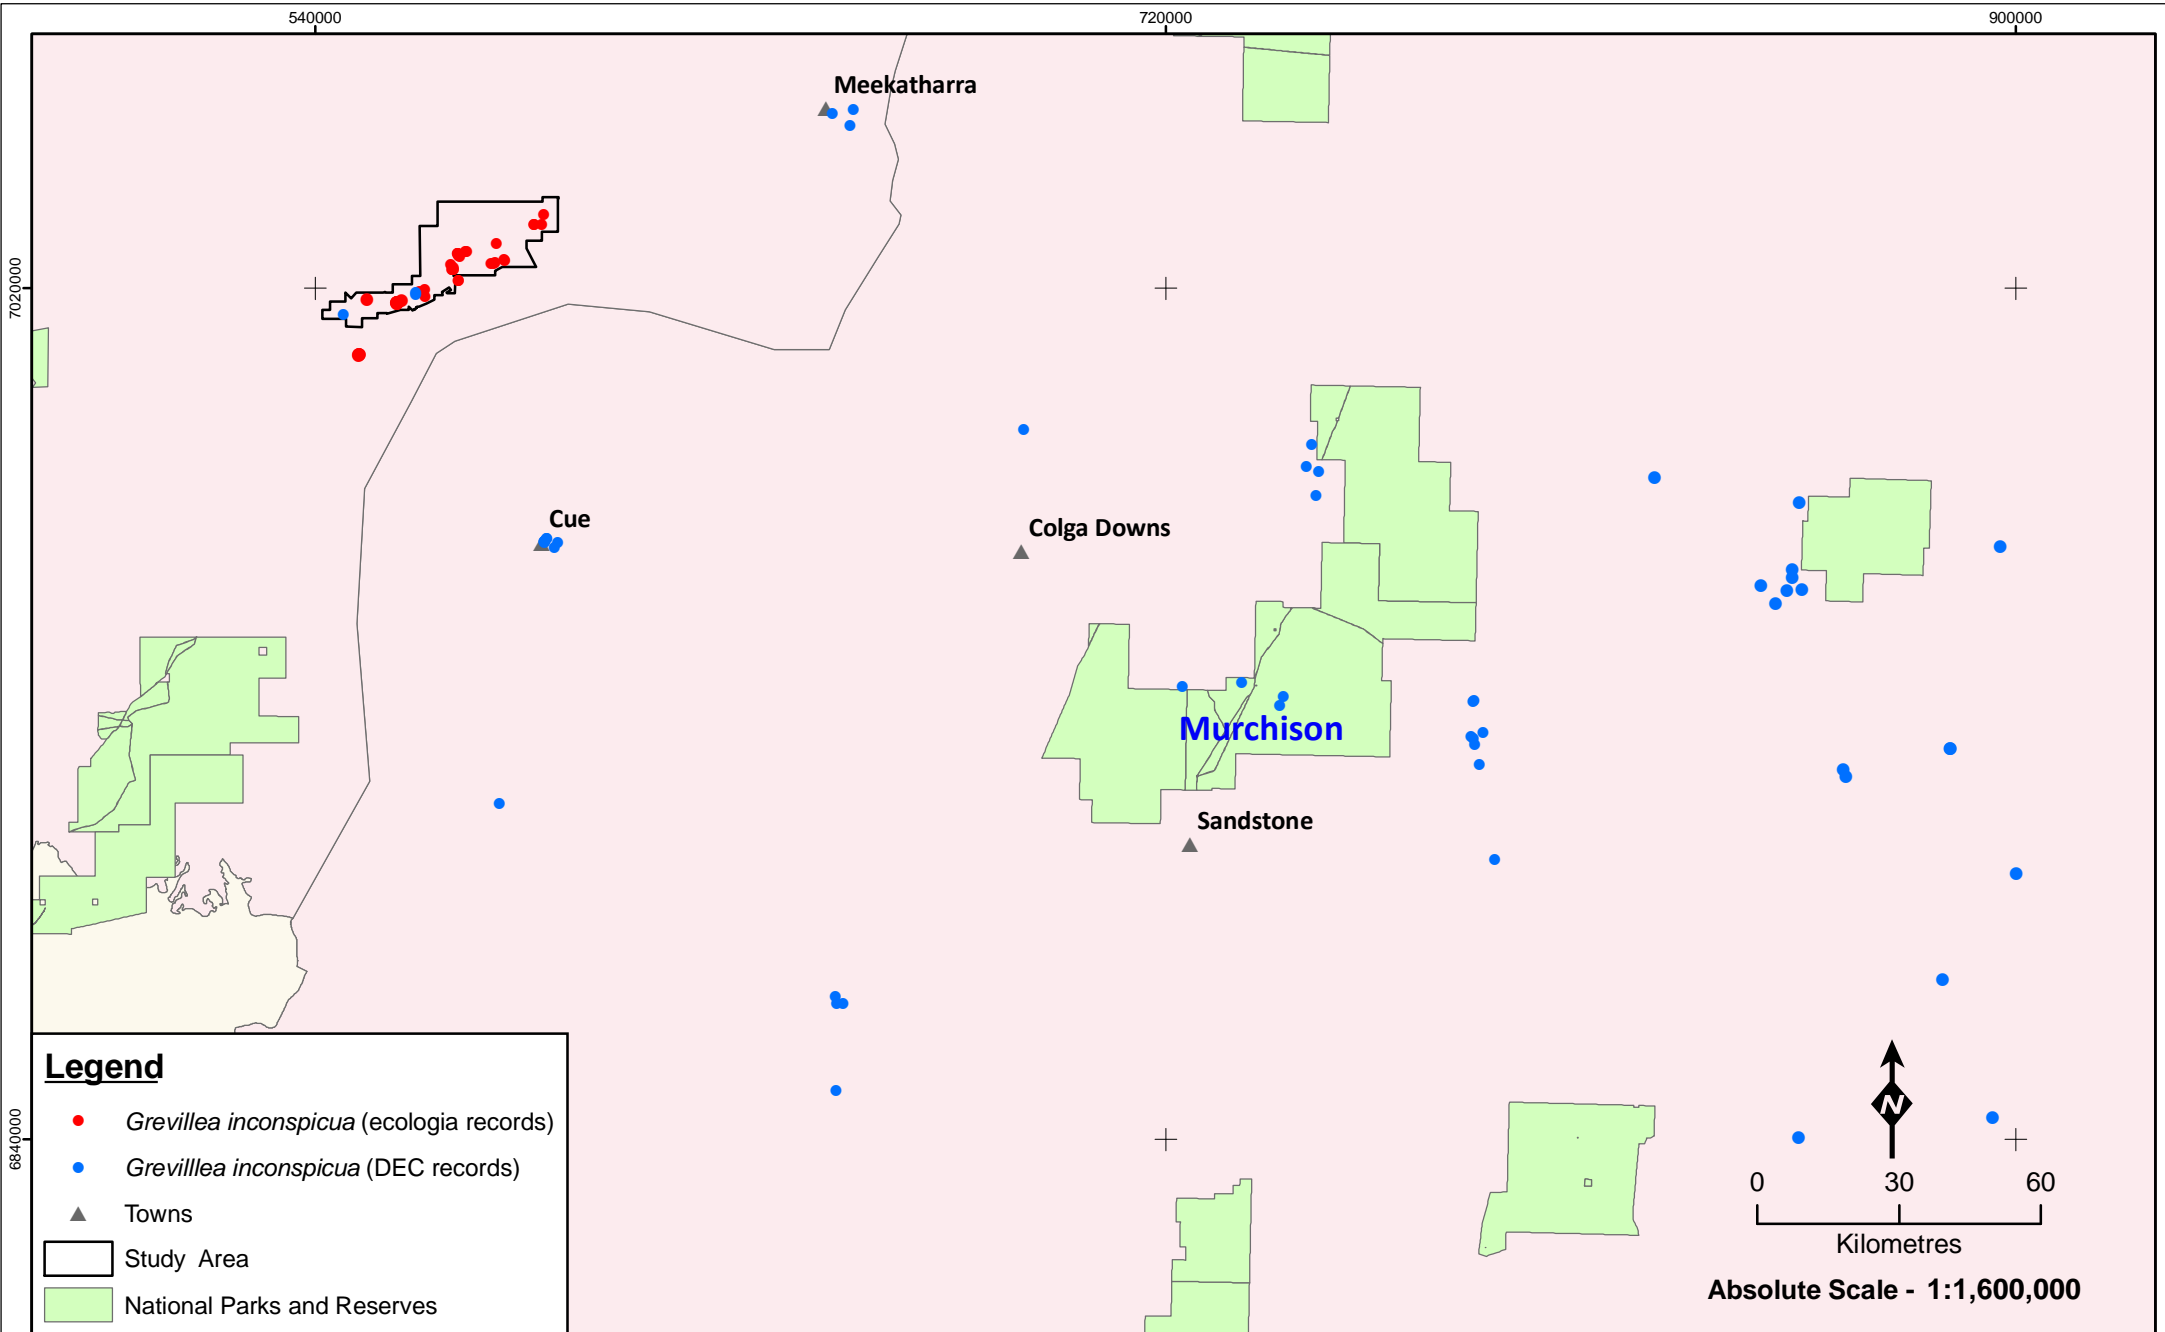 540000
720000
900000
Meekatharra
7020000
Cue
Colga Downs
Murchison
Sandstone
6840000
Legend
Grevillea inconspicua (ecologia records)
Grevilllea inconspicua (DEC records)
Towns
Study Area
National Parks and Reserves
N
0 30 60
Kilometres
Absolute Scale - 1:1,600,000